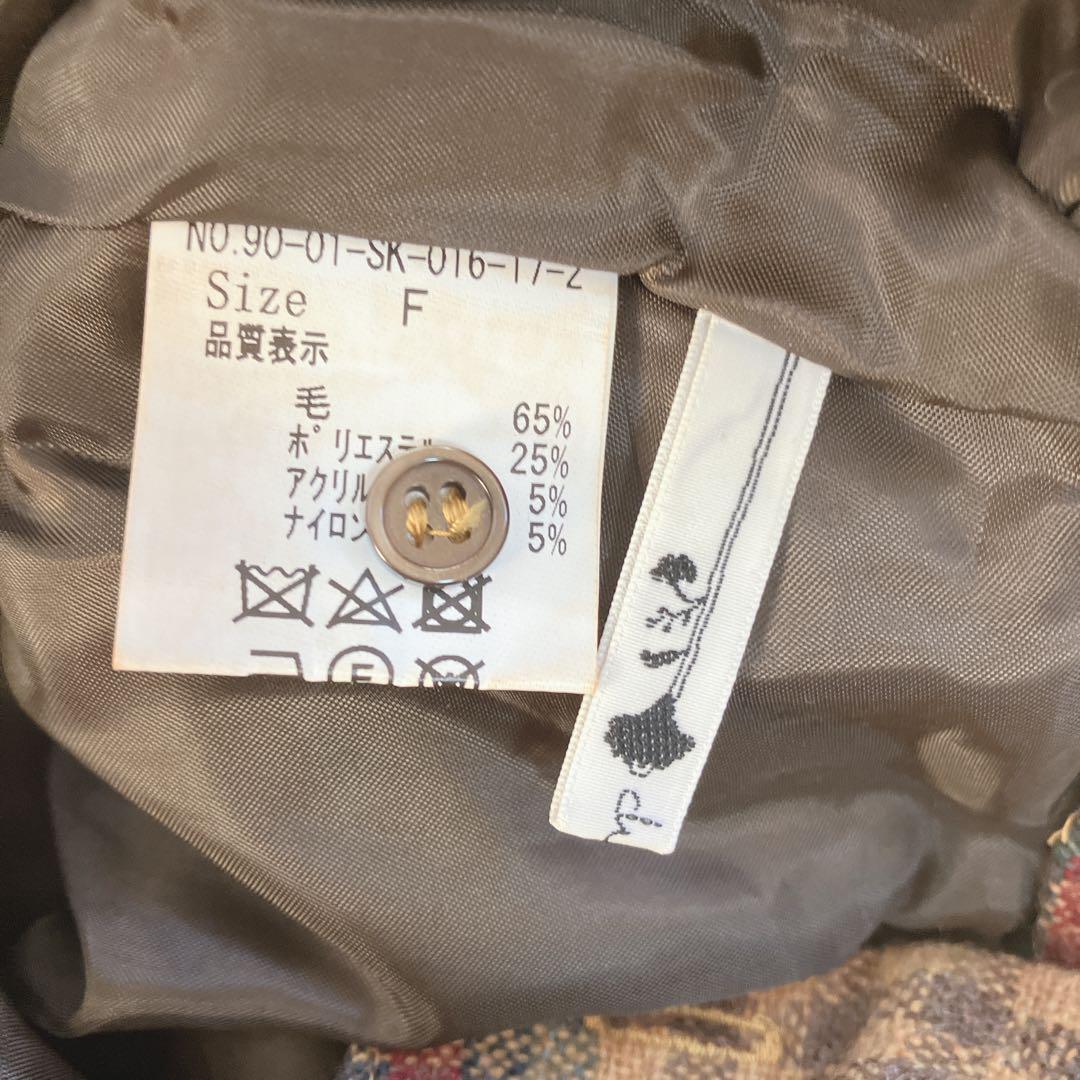 NO.90-01-SK-016-17-2
Size F
品質表示
毛 65%
ポリエステル 25%
アクリル 5%
ナイロン 5%
F